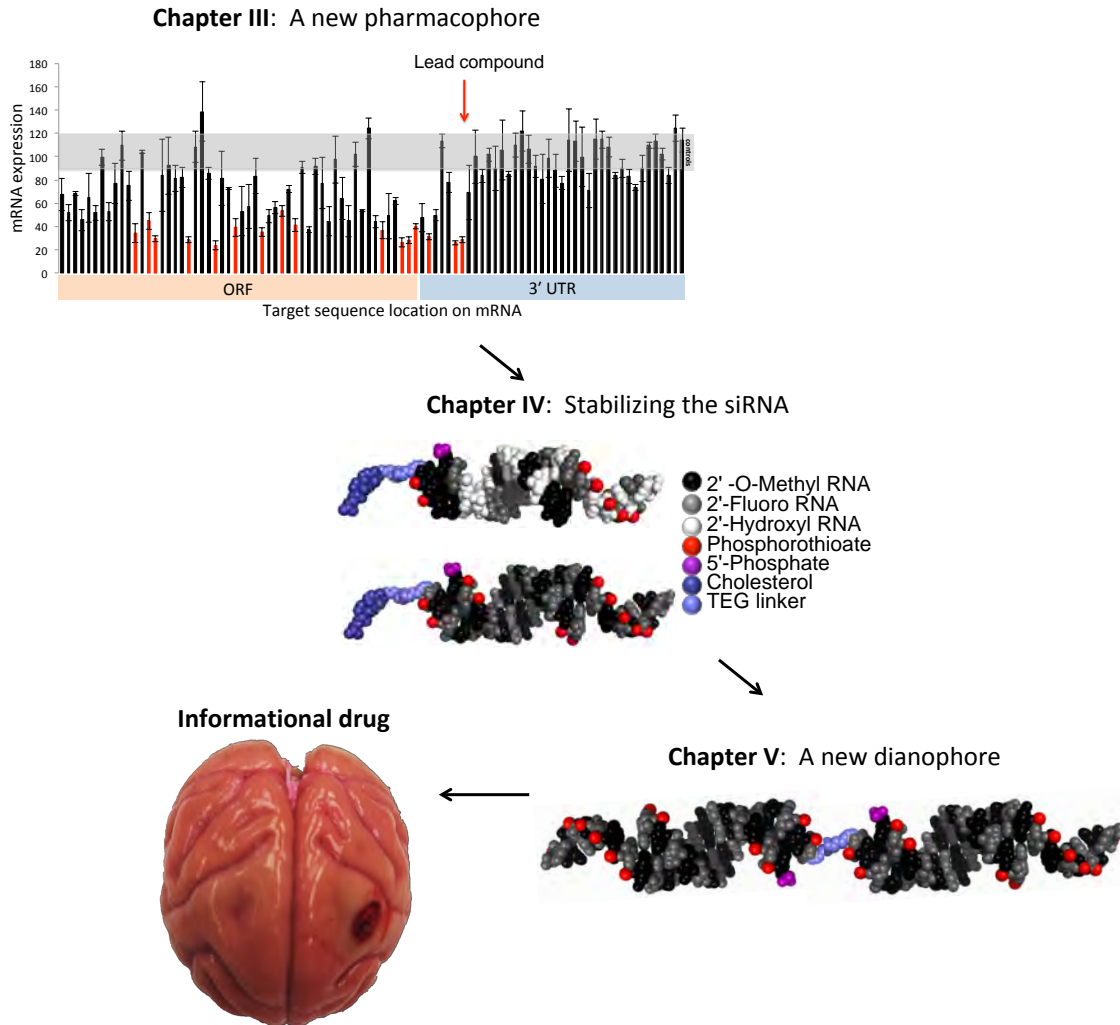 Chapter III: A new pharmacophore
Lead compound
mRNA expression
180
160
140
120
100
80
60
40
20
0
controls
ORF
3' UTR
Target sequence location on mRNA
Chapter IV: Stabilizing the siRNA
2' -O-Methyl RNA
2'-Fluoro RNA
2'-Hydroxyl RNA
Phosphorothioate
5'-Phosphate
Cholesterol
TEG linker
Informational drug
Chapter V: A new dianophore